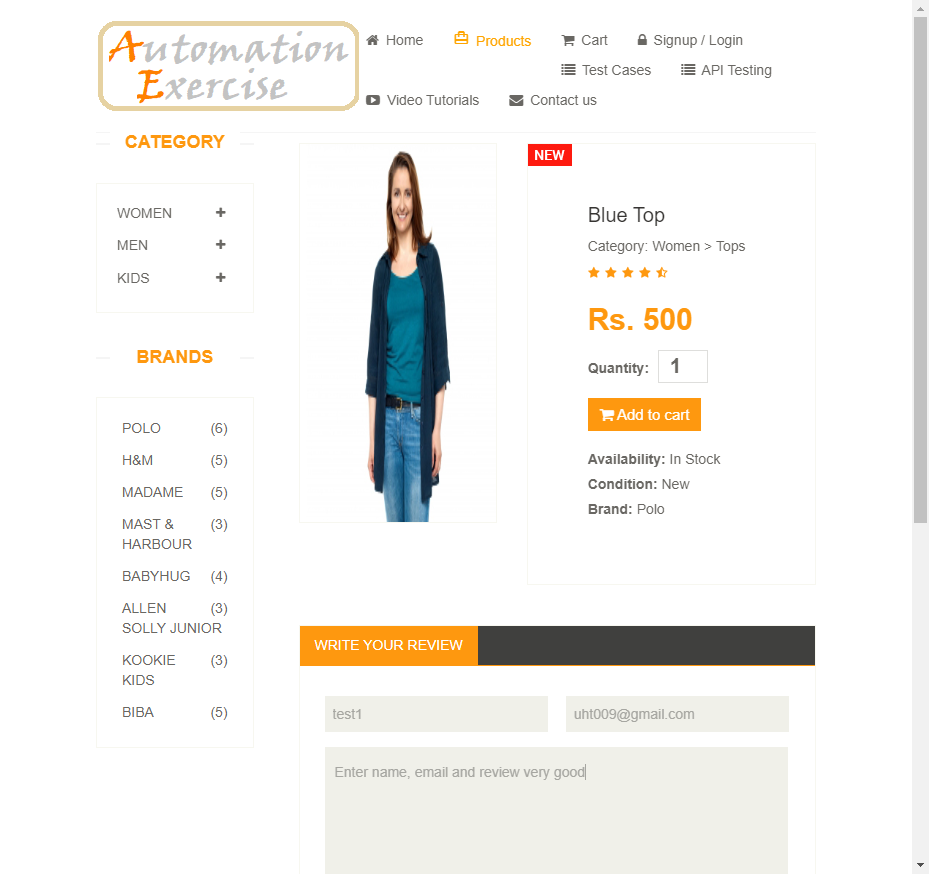 Automation
Exercise
Home
Products
Cart
Signup / Login
Test Cases
API Testing
Video Tutorials
Contact us
CATEGORY
WOMEN
MEN
KIDS
BRANDS
POLO (6)
H&M (5)
MADAME (5)
MAST & (3)
HARBOUR
BABYHUG (4)
ALLEN (3)
SOLLY JUNIOR
KOOKIE (3)
KIDS
BIBA (5)
NEW
Blue Top
Category: Women > Tops
Rs. 500
Quantity: 1
Add to cart
Availability: In Stock
Condition: New
Brand: Polo
WRITE YOUR REVIEW
test1
uht009@gmail.com
Enter name, email and review very good